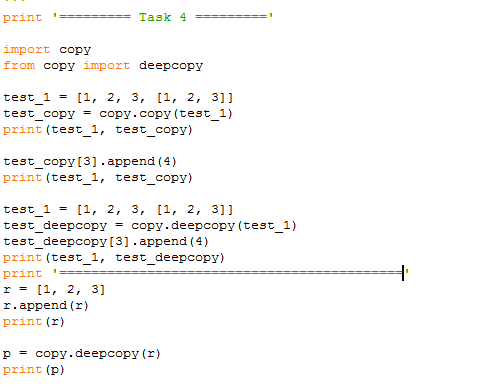 print '========= Task 4 ========='
import copy
from copy import deepcopy
test_1 = [1, 2, 3, [1, 2, 3]]
test_copy = copy.copy(test_1)
print(test_1, test_copy)
test_copy[3].append(4)
print(test_1, test_copy)
test_1 = [1, 2, 3, [1, 2, 3]]
test_deepcopy = copy.deepcopy(test_1)
test_deepcopy[3].append(4)
print(test_1, test_deepcopy)
print '==========================================='
r = [1, 2, 3]
r.append(r)
print(r)
p = copy.deepcopy(r)
print(p)